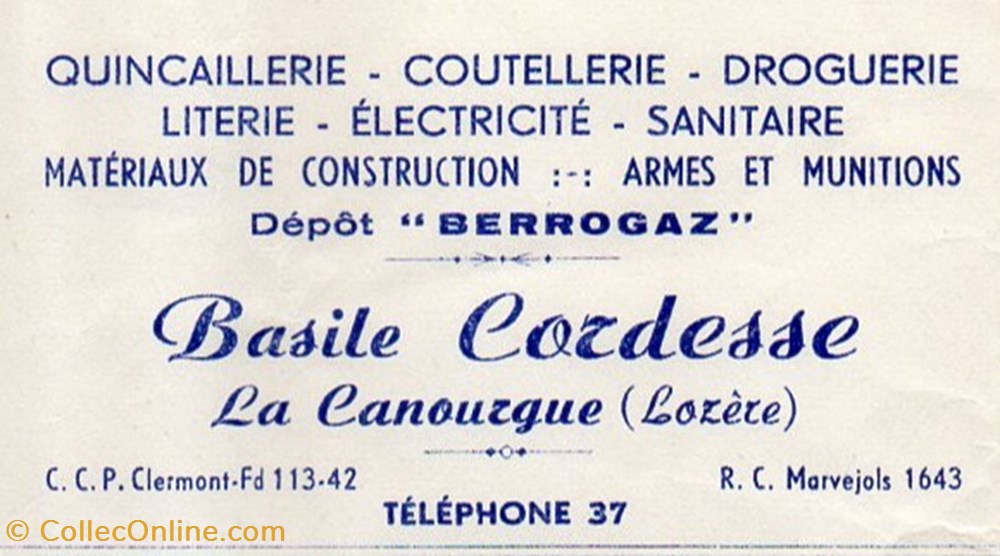 QUINCAILLERIE - COUTELLERIE - DROGUERIE
LITERIE - ÉLECTRICITÉ - SANITAIRE
MATÉRIAUX DE CONSTRUCTION :-: ARMES ET MUNITIONS
Dépôt "BERROGAZ"
Basile Cordesse
La Canourgue (Lozère)
C. C. P. Clermont-Fd 113-42 R. C. Marvejols 1643
TÉLÉPHONE 37
© CollecOnline.com